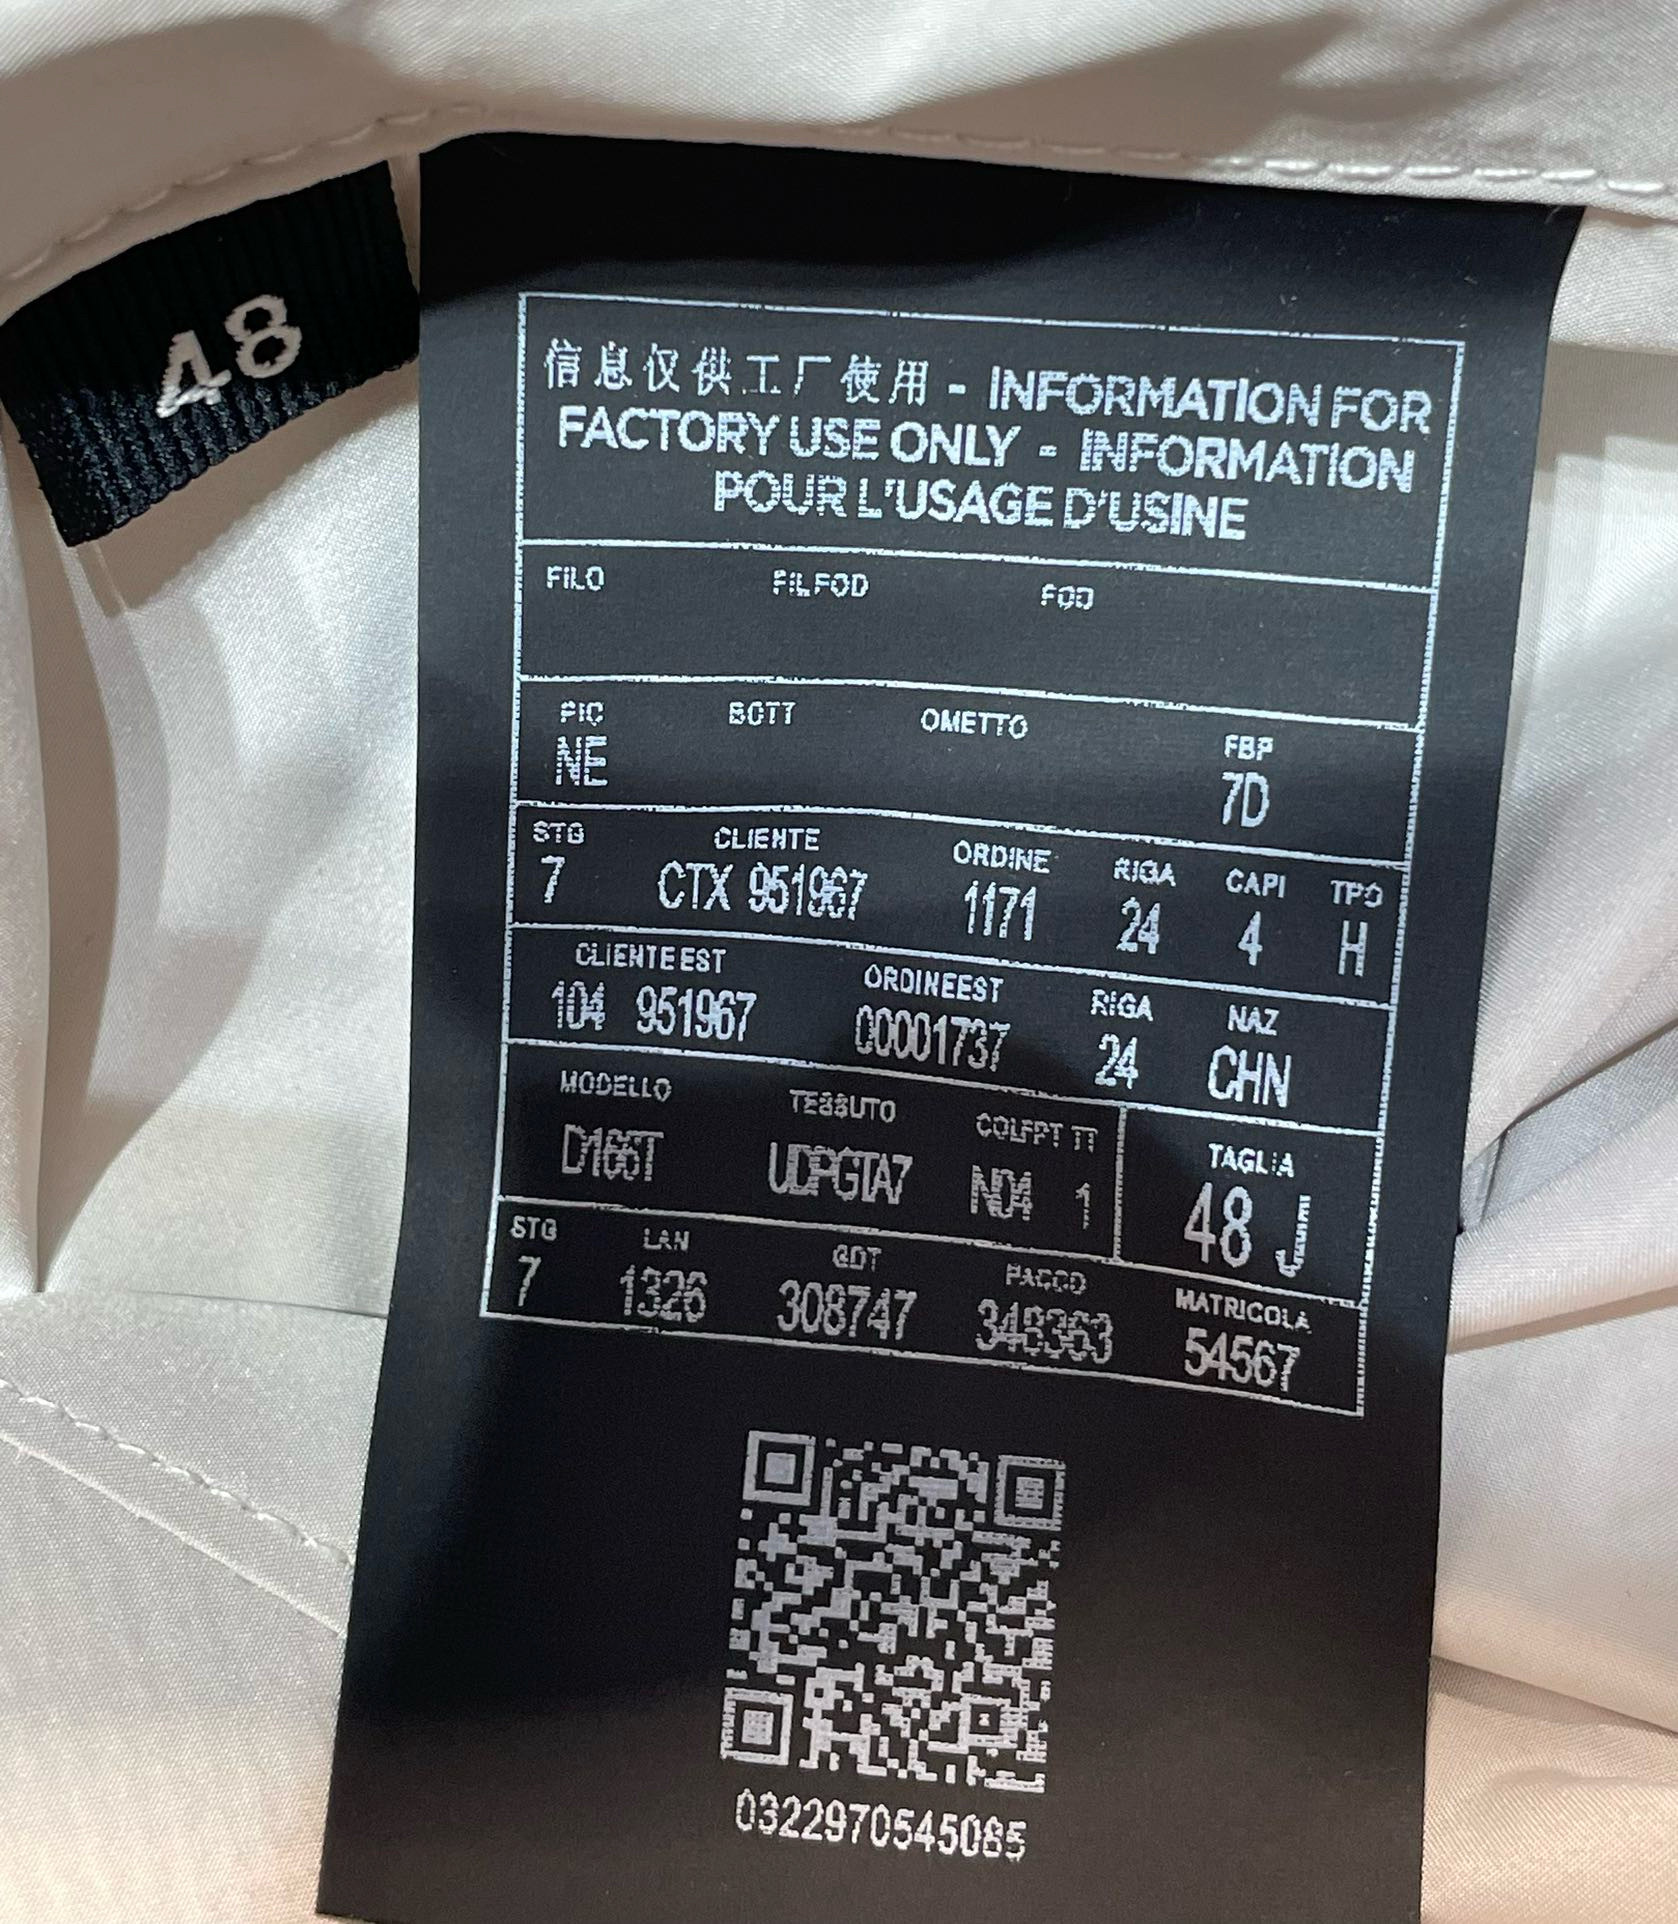 48
信息仅供工厂使用 - INFORMATION FOR
FACTORY USE ONLY - INFORMATION
POUR L'USAGE D'USINE
FILO FILFOD FOD
PIC BOTT OMETTO FBP
NE 7D
STG CLIENTE ORDINE RIGA CAPI TPO
7 CTX 951967 1171 24 4 H
CLIENTEEST ORDINEEST RIGA NAZ
104 951967 00001737 24 CHN
MODELLO TESSUTO COLFPT TT TAGLIA
D166T UDPGTA7 N04 1 48 J
STG LAN GDT PACCO MATRICOLA
7 1326 308747 54567
0322970545085